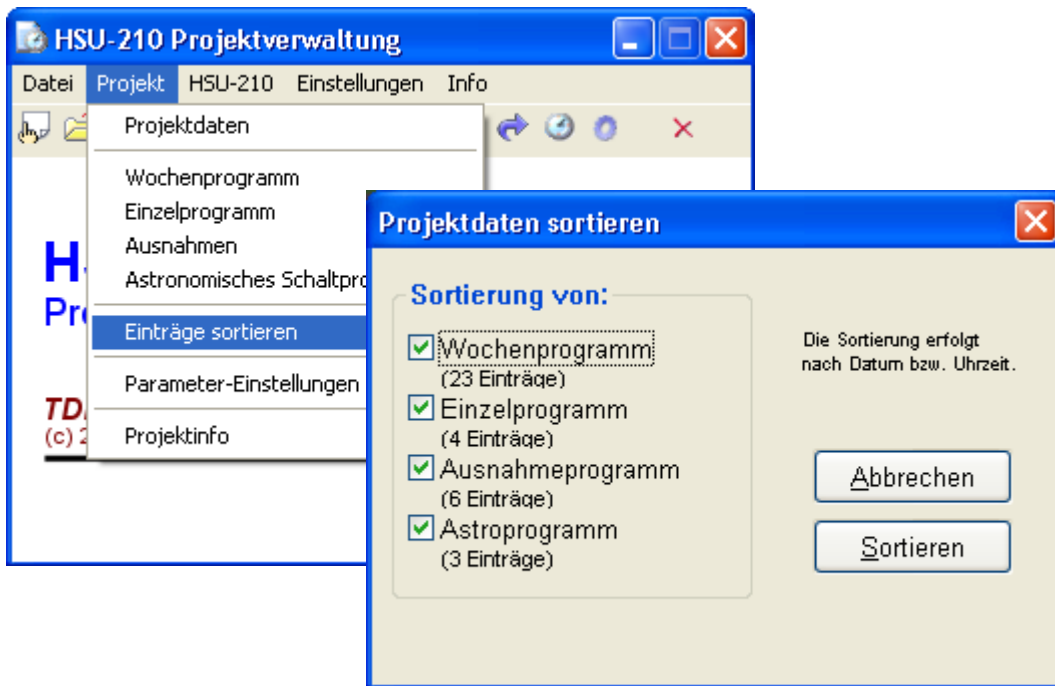 HSU-210 Projektverwaltung
Datei Projekt HSU-210 Einstellungen Info
Projektdaten
Wochenprogramm
Einzelprogramm
Ausnahmen
Astronomisches Schaltpro
Einträge sortieren
Parameter-Einstellungen
Projektinfo
H
Pr
TD
(c) 2
Projektdaten sortieren
Sortierung von:
Wochenprogramm
(23 Einträge)
Einzelprogramm
(4 Einträge)
Ausnahmeprogramm
(6 Einträge)
Astroprogramm
(3 Einträge)
Die Sortierung erfolgt
nach Datum bzw. Uhrzeit.
Abbrechen
Sortieren